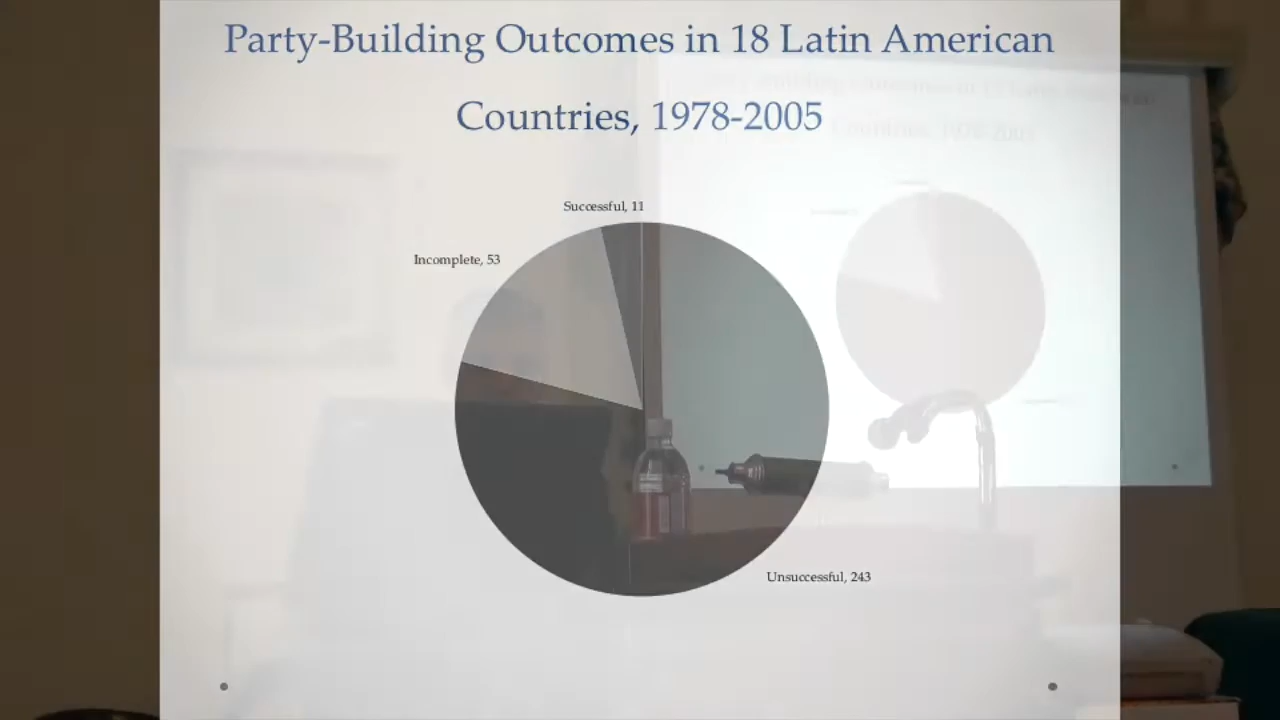 Party-Building Outcomes in 18 Latin American
Countries, 1978-2005
Successful, 11
Incomplete, 53
Unsuccessful, 243